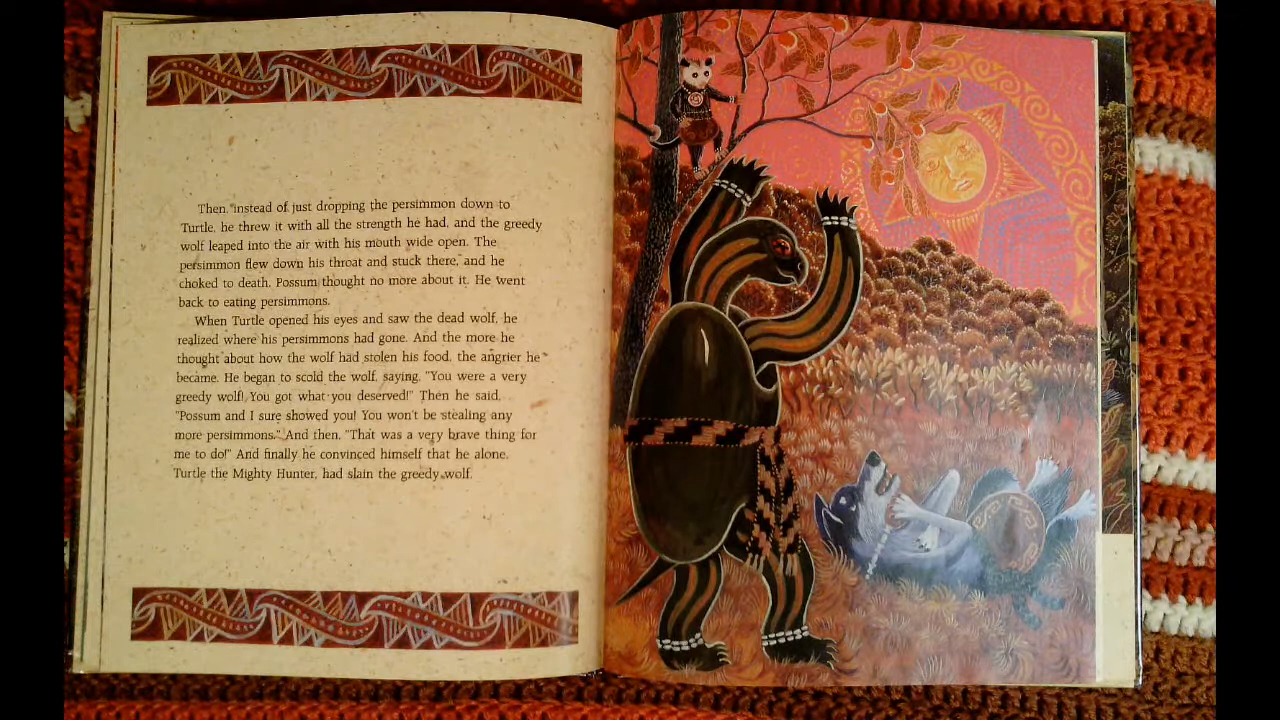 Then, instead of just dropping the persimmon down to
Turtle, he threw it with all the strength he had, and the greedy
wolf leaped into the air with his mouth wide open. The
persimmon flew down his throat and stuck there, and he
choked to death. Possum thought no more about it. He went
back to eating persimmons.
When Turtle opened his eyes and saw the dead wolf, he
realized where his persimmons had gone. And the more he
thought about how the wolf had stolen his food, the angrier he
became. He began to scold the wolf, saying, "You were a very
greedy wolf! You got what you deserved!" Then he said,
"Possum and I sure showed you! You won't be stealing any
more persimmons." And then, "That was a very brave thing for
me to do!" And finally he convinced himself that he alone,
Turtle the Mighty Hunter, had slain the greedy wolf.